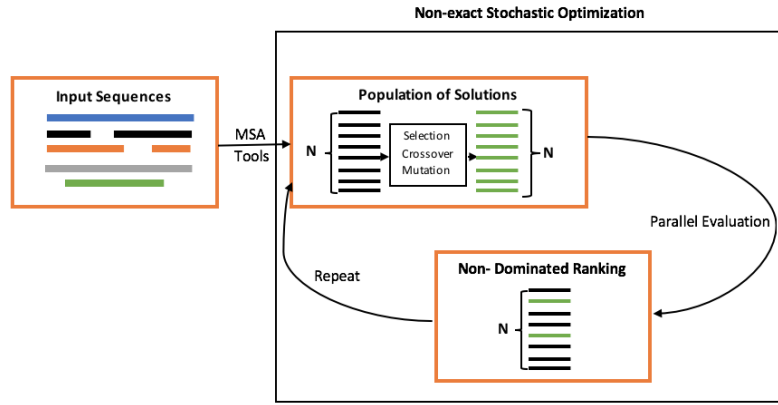 Non-exact Stochastic Optimization
Input Sequences
MSA
Tools
Population of Solutions
N
Selection
Crossover
Mutation
N
Parallel Evaluation
Repeat
Non- Dominated Ranking
N